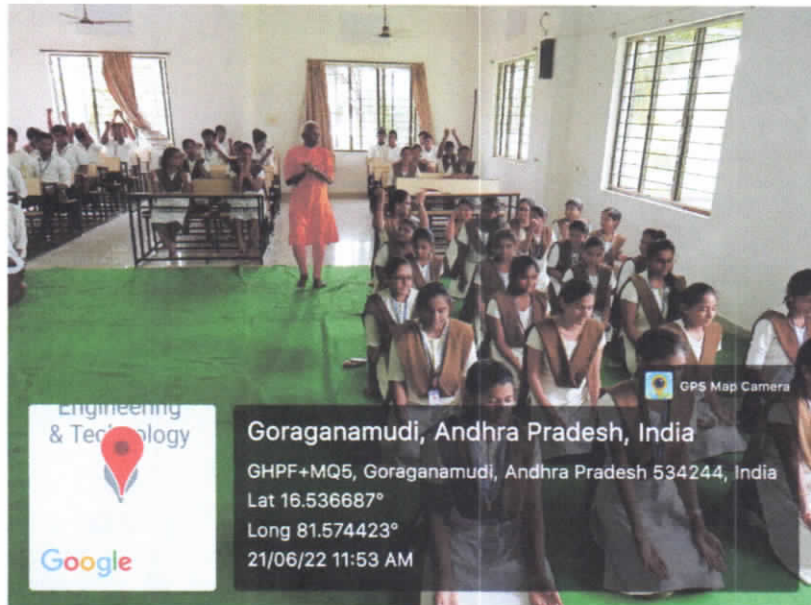 GPS Map Camera
Engineering
& Technology
Google
Goraganamudi, Andhra Pradesh, India
GHPF+MQ5, Goraganamudi, Andhra Pradesh 534244, India
Lat 16.536687°
Long 81.574423°
21/06/22 11:53 AM